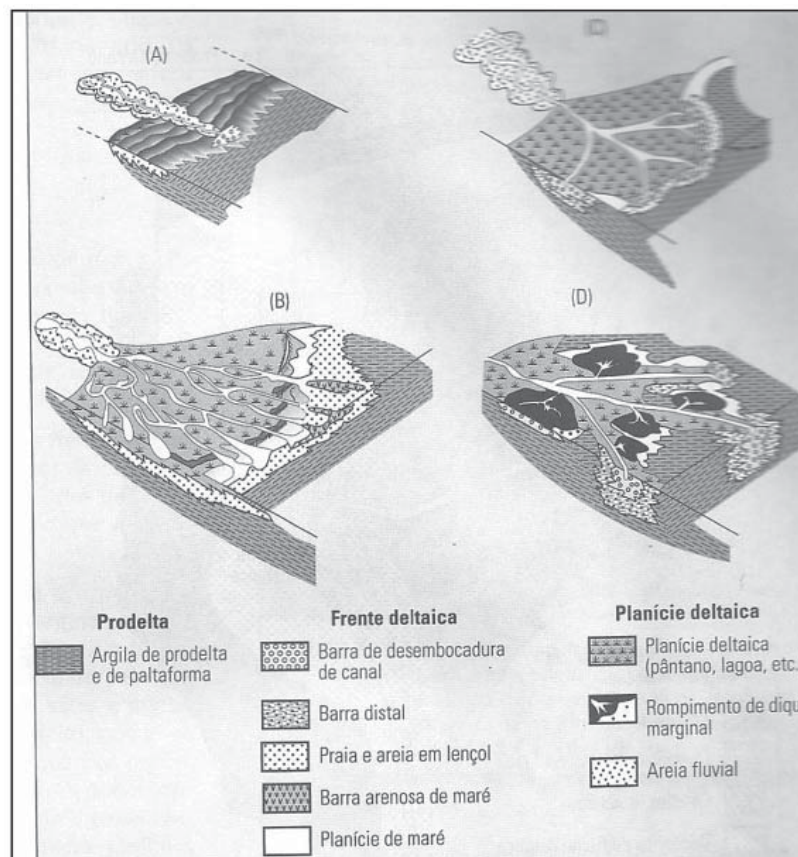 (A)
(B)
(D)
Prodelta
Argila de prodelta
e de paltaforma
Frente deltaica
Barra de desembocadura
de canal
Barra distal
Praia e areia em lençol
Barra arenosa de maré
Planície de maré
Planície deltaica
Planície deltaica
(pântano, lagoa, etc.
Rompimento de diqu
marginal
Areia fluvial